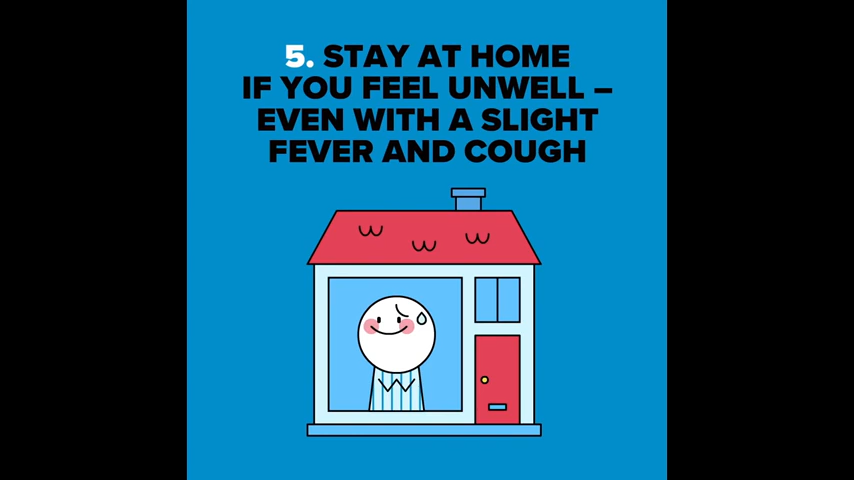 5. STAY AT HOME
IF YOU FEEL UNWELL –
EVEN WITH A SLIGHT
FEVER AND COUGH